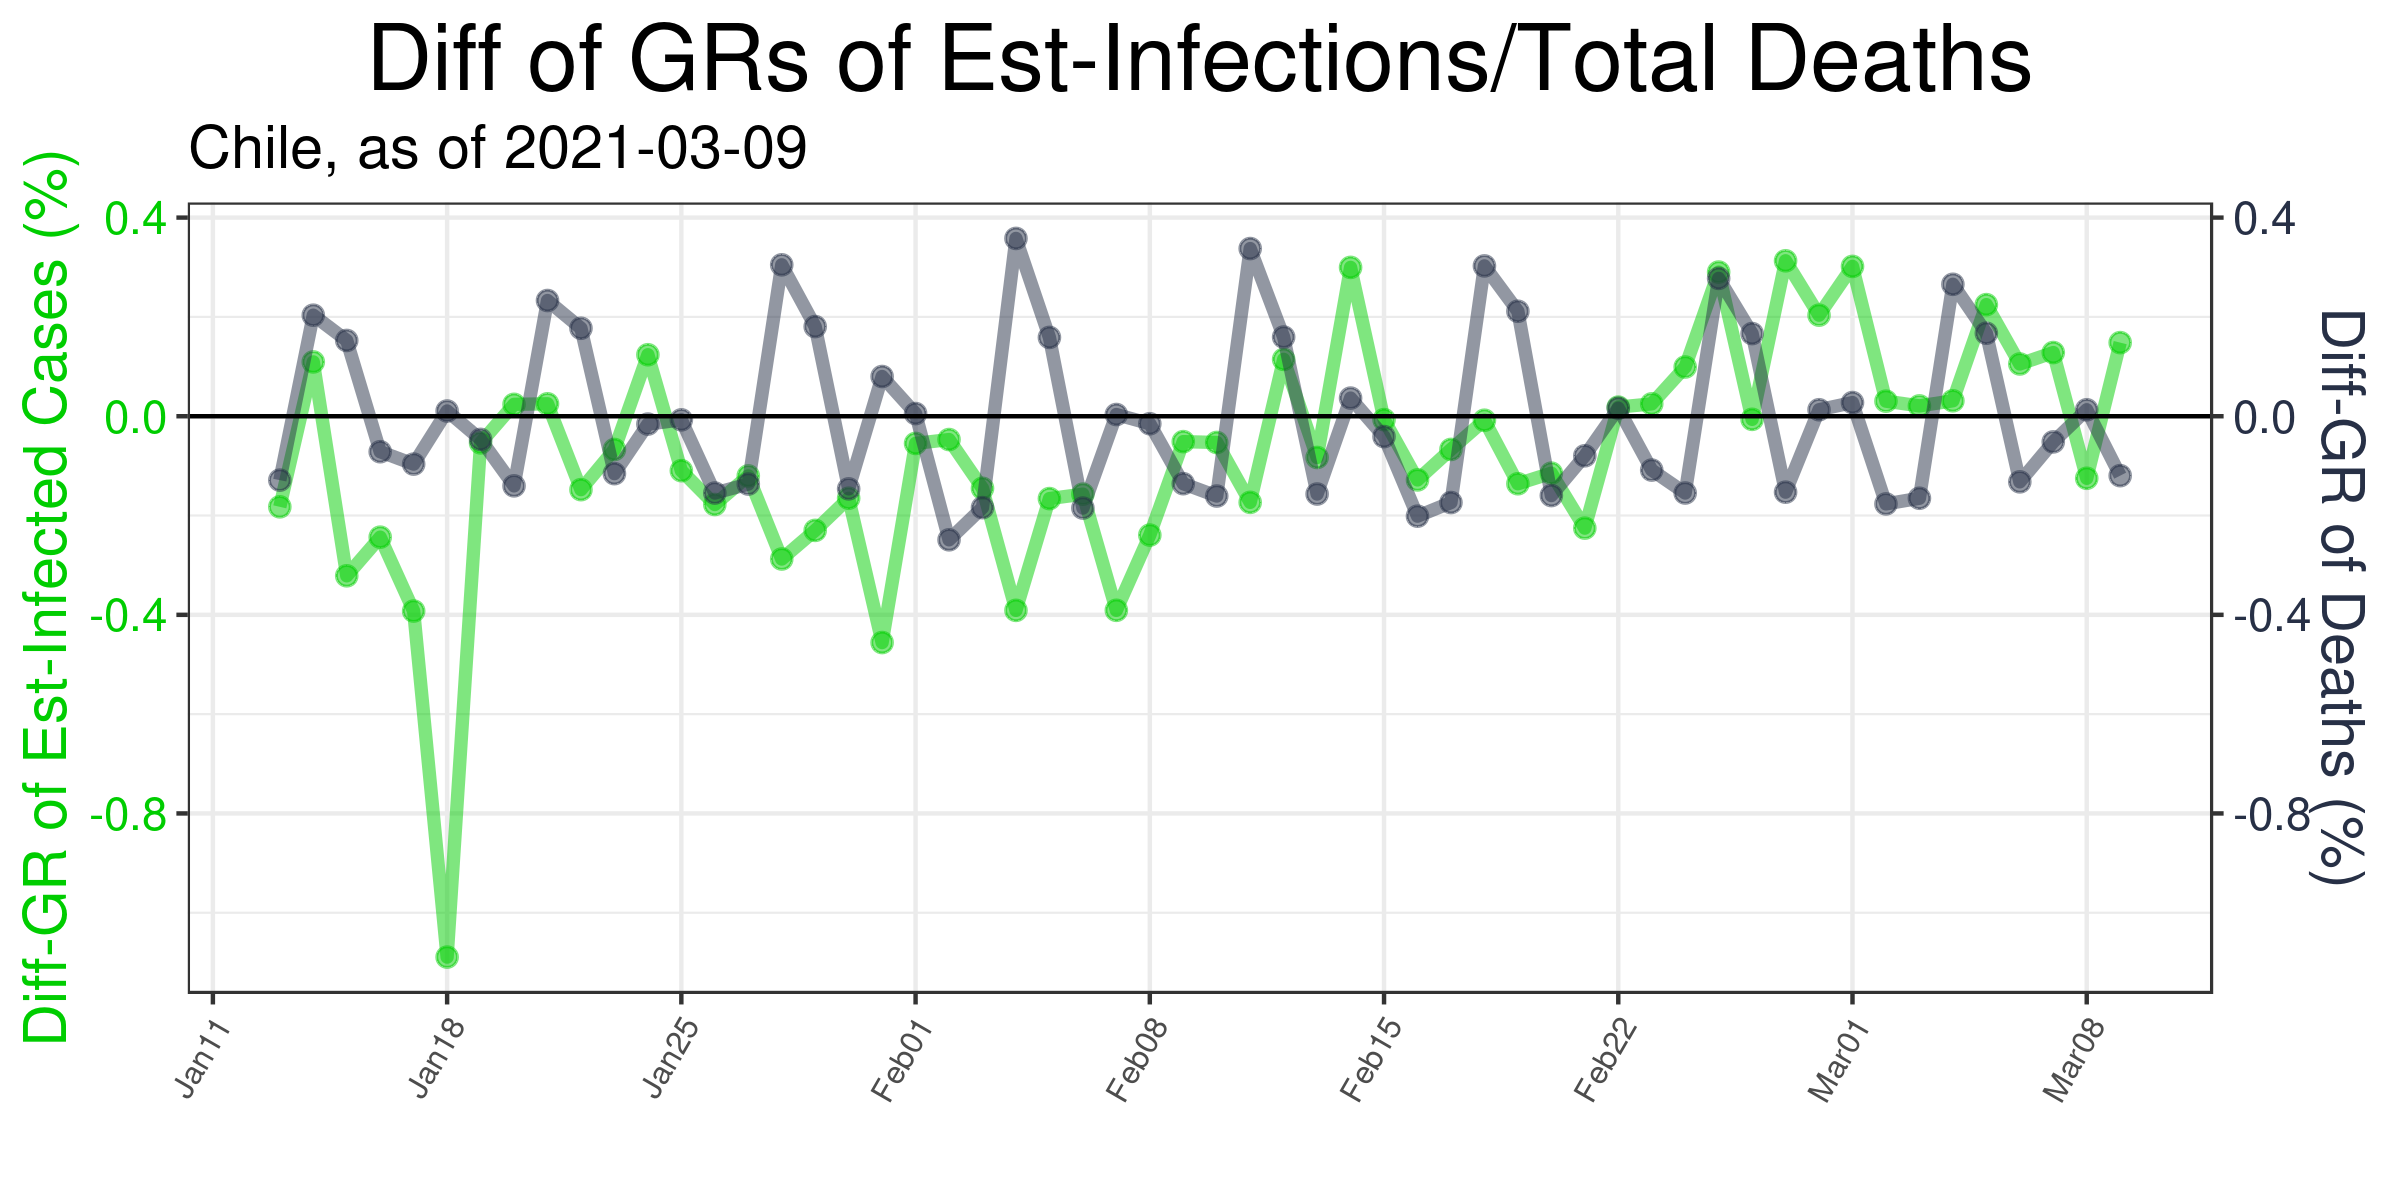 Diff of GRs of Est-Infections/Total Deaths
Chile, as of 2021-03-09
Diff-GR of Est-Infected Cases (%)
0.4
0.0
-0.4
-0.8
0.4
0.0
-0.4
-0.8
Diff-GR of Deaths (%)
Jan11
Jan18
Jan25
Feb01
Feb08
Feb15
Feb22
Mar01
Mar08